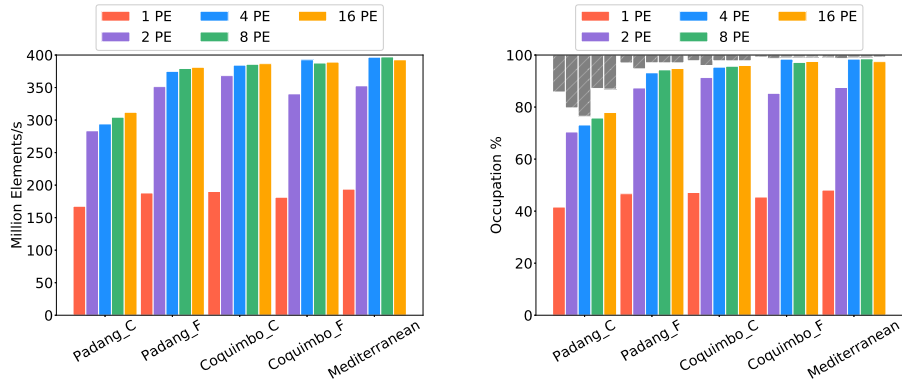 1 PE
4 PE
16 PE
2 PE
8 PE
400
350
300
250
200
150
100
50
0
Million Elements/s
Padang_C
Padang_F
Coquimbo_C
Coquimbo_F
Mediterranean
1 PE
4 PE
16 PE
2 PE
8 PE
100
80
60
40
20
0
Occupation %
Padang_C
Padang_F
Coquimbo_C
Coquimbo_F
Mediterranean